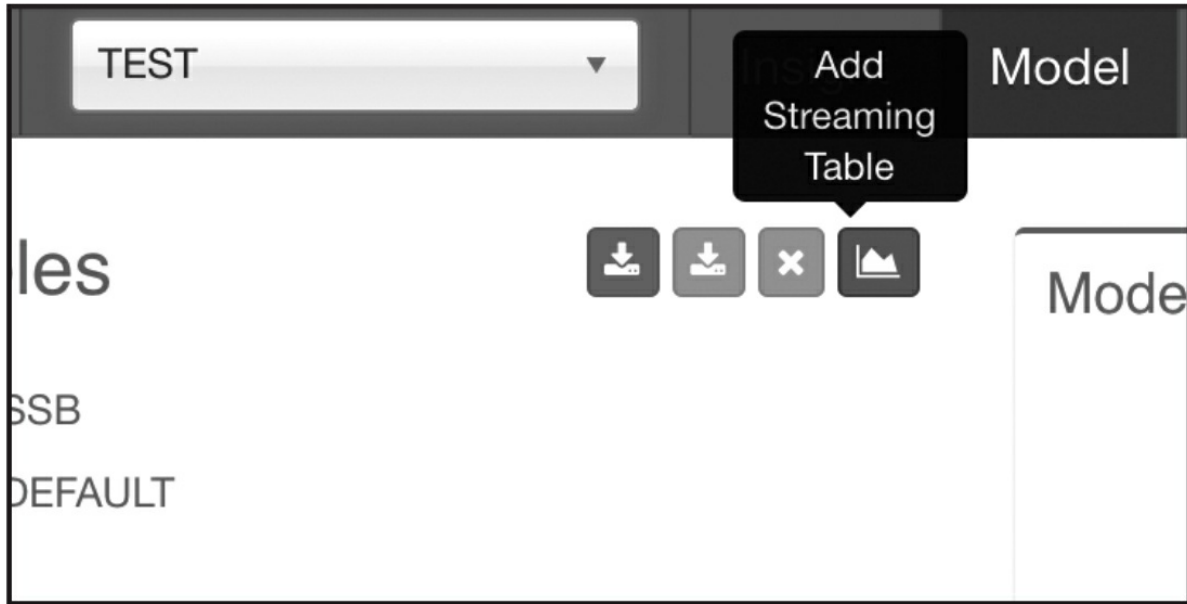 TEST
Add
Streaming
Table
Model
les
Mode
SSB
DEFAULT